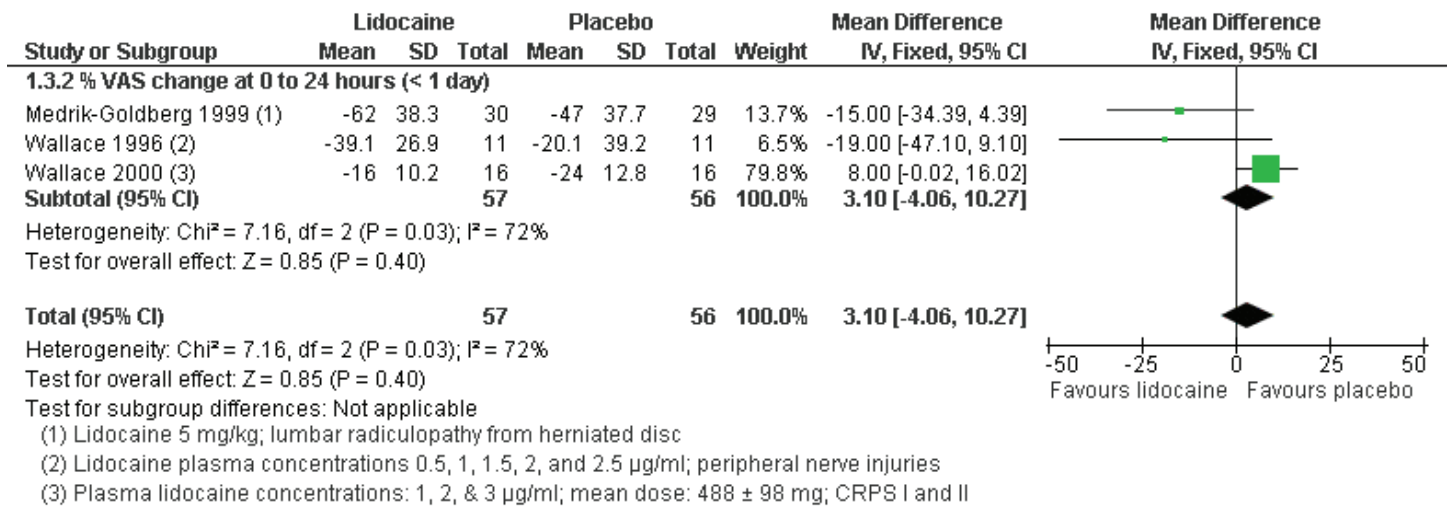 Lidocaine Placebo Mean Difference Mean Difference
Study or Subgroup Mean SD Total Mean SD Total Weight IV, Fixed, 95% CI IV, Fixed, 95% CI
1.3.2 % VAS change at 0 to 24 hours (< 1 day)
Medrik-Goldberg 1999 (1) -62 38.3 30 -47 37.7 29 13.7% -15.00 [-34.39, 4.39]
Wallace 1996 (2) -39.1 26.9 11 -20.1 39.2 11 6.5% -19.00 [-47.10, 9.10]
Wallace 2000 (3) -16 10.2 16 -24 12.8 16 79.8% 8.00 [-0.02, 16.02]
Subtotal (95% CI) 57 56 100.0% 3.10 [-4.06, 10.27]
Heterogeneity: Chi² = 7.16, df = 2 (P = 0.03); I² = 72%
Test for overall effect: Z = 0.85 (P = 0.40)
Total (95% CI) 57 56 100.0% 3.10 [-4.06, 10.27]
Heterogeneity: Chi² = 7.16, df = 2 (P = 0.03); I² = 72%
Test for overall effect: Z = 0.85 (P = 0.40)
Test for subgroup differences: Not applicable
-50 -25 0 25 50
Favours lidocaine Favours placebo
(1) Lidocaine 5 mg/kg; lumbar radiculopathy from herniated disc
(2) Lidocaine plasma concentrations 0.5, 1, 1.5, 2, and 2.5 µg/ml; peripheral nerve injuries
(3) Plasma lidocaine concentrations: 1, 2, & 3 µg/ml; mean dose: 488 ± 98 mg; CRPS I and II